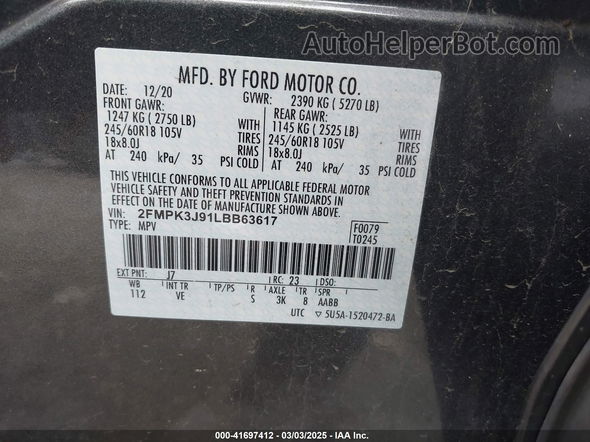 AutoHelperBot.com
MFD. BY FORD MOTOR CO.
DATE: 12/20 GVWR: 2390 KG ( 5270 LB)
FRONT GAWR: REAR GAWR:
1247 KG ( 2750 LB) WITH 1145 KG ( 2525 LB) WITH
245/60R18 105V TIRES 245/60R18 105V TIRES
18x8.0J RIMS 18x8.0J RIMS
AT 240 kPa/ 35 PSI COLD AT 240 kPa/ 35 PSI COLD
THIS VEHICLE CONFORMS TO ALL APPLICABLE FEDERAL MOTOR
VEHICLE SAFETY AND THEFT PREVENTION STANDARDS IN
EFFECT ON THE DATE OF MANUFACTURE SHOWN ABOVE.
VIN: 2FMPK3J91LBB63617 F0079
TYPE: MPV T0245
EXT PNT: J7 RC: 23 DSO:
WB INT TR TP/PS R AXLE TR SPR
112 VE S 3K 8 AABB
UTC ▽ 5U5A-1520472-BA
000-41697412 - 03/03/2025 - IAA Inc.